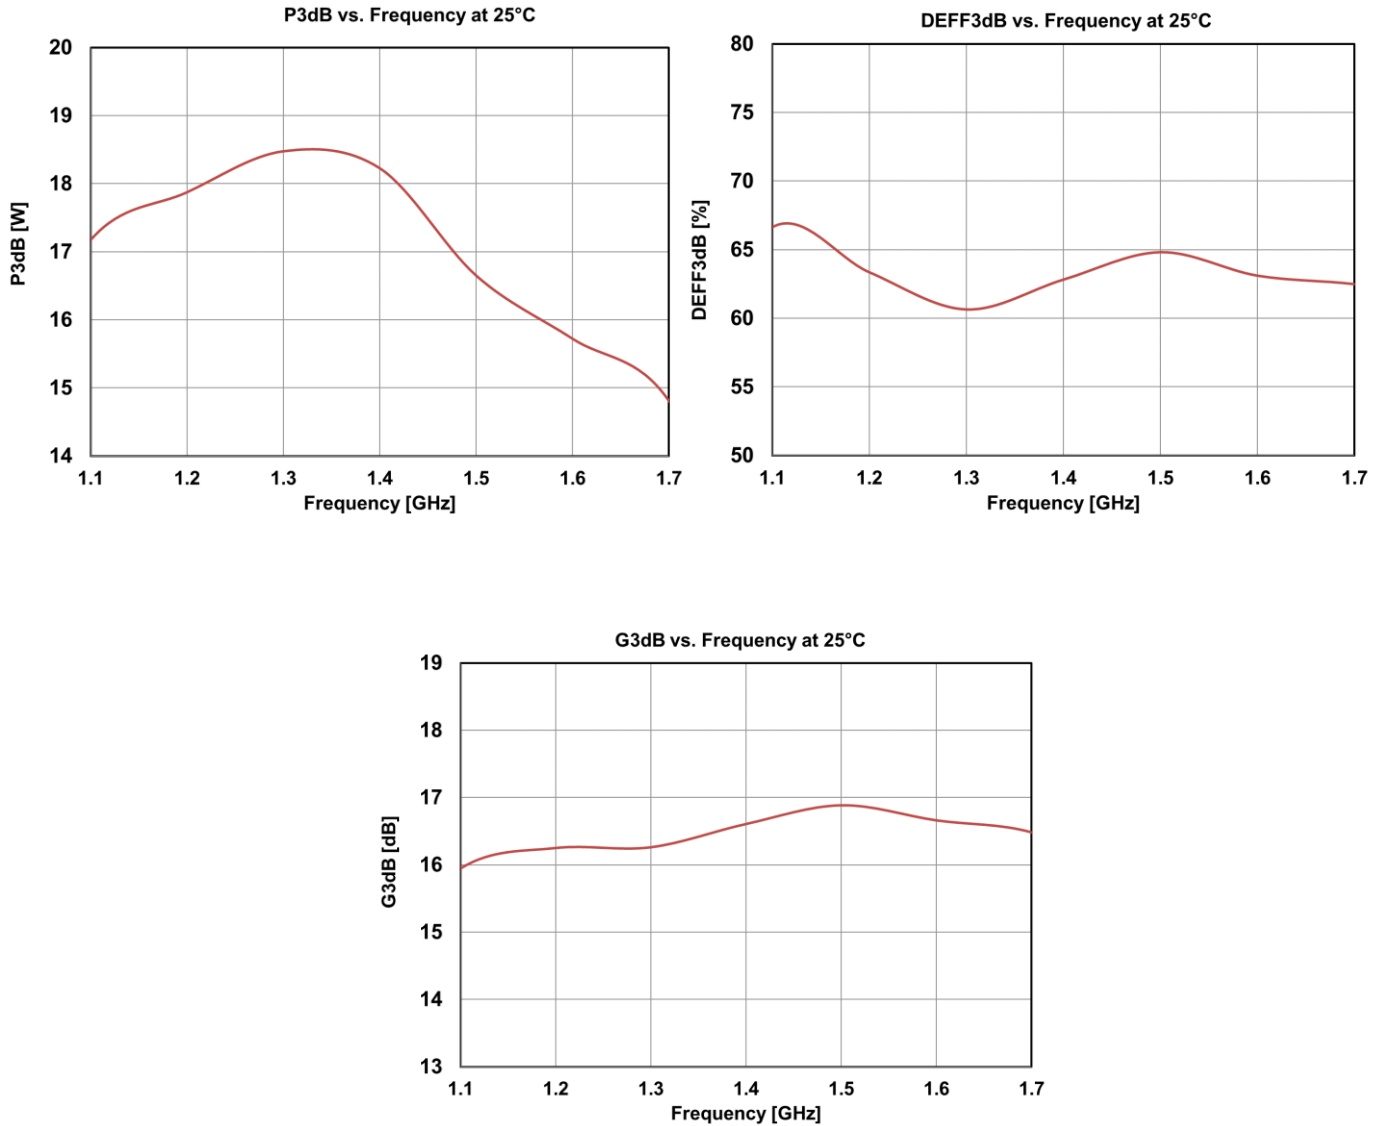 P3dB vs. Frequency at 25°C
20
19
18
17
16
15
14
P3dB [W]
1.1 1.2 1.3 1.4 1.5 1.6 1.7
Frequency [GHz]
DEFF3dB vs. Frequency at 25°C
80
75
70
65
60
55
50
DEFF3dB [%]
1.1 1.2 1.3 1.4 1.5 1.6 1.7
Frequency [GHz]
G3dB vs. Frequency at 25°C
19
18
17
16
15
14
13
G3dB [dB]
1.1 1.2 1.3 1.4 1.5 1.6 1.7
Frequency [GHz]